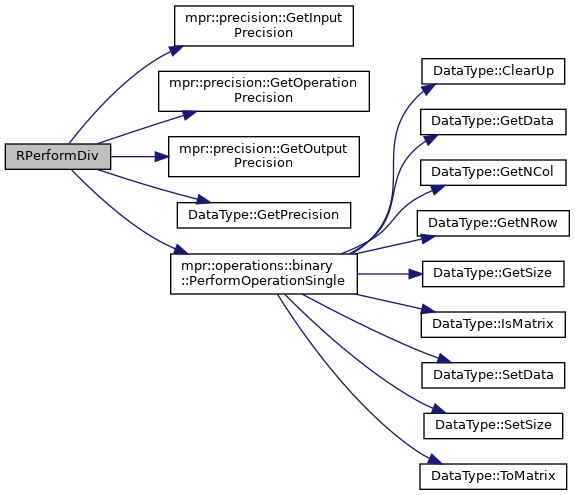 RPerformDiv
mpr::precision::GetInput
Precision
mpr::precision::GetOperation
Precision
mpr::precision::GetOutput
Precision
DataType::GetPrecision
mpr::operations::binary
::PerformOperationSingle
DataType::ClearUp
DataType::GetData
DataType::GetNCol
DataType::GetNRow
DataType::GetSize
DataType::IsMatrix
DataType::SetData
DataType::SetSize
DataType::ToMatrix